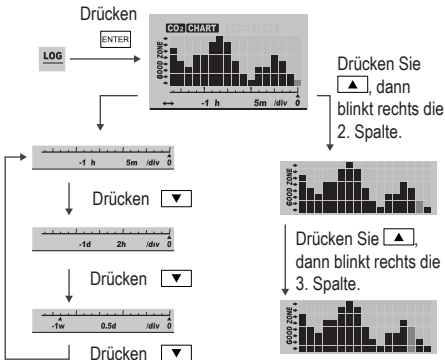 Drücken
ENTER
LOG
CO2 CHART
GOOD ZONE
-1 h 5m /div 0
Drücken Sie
▲, dann
blinkt rechts die
2. Spalte.
-1 h 5m /div 0
Drücken ▼
GOOD ZONE
-1d 2h /div 0
Drücken Sie ▲,
dann blinkt rechts die
3. Spalte.
Drücken ▼
-1w 0.5d /div 0
GOOD ZONE
Drücken ▼